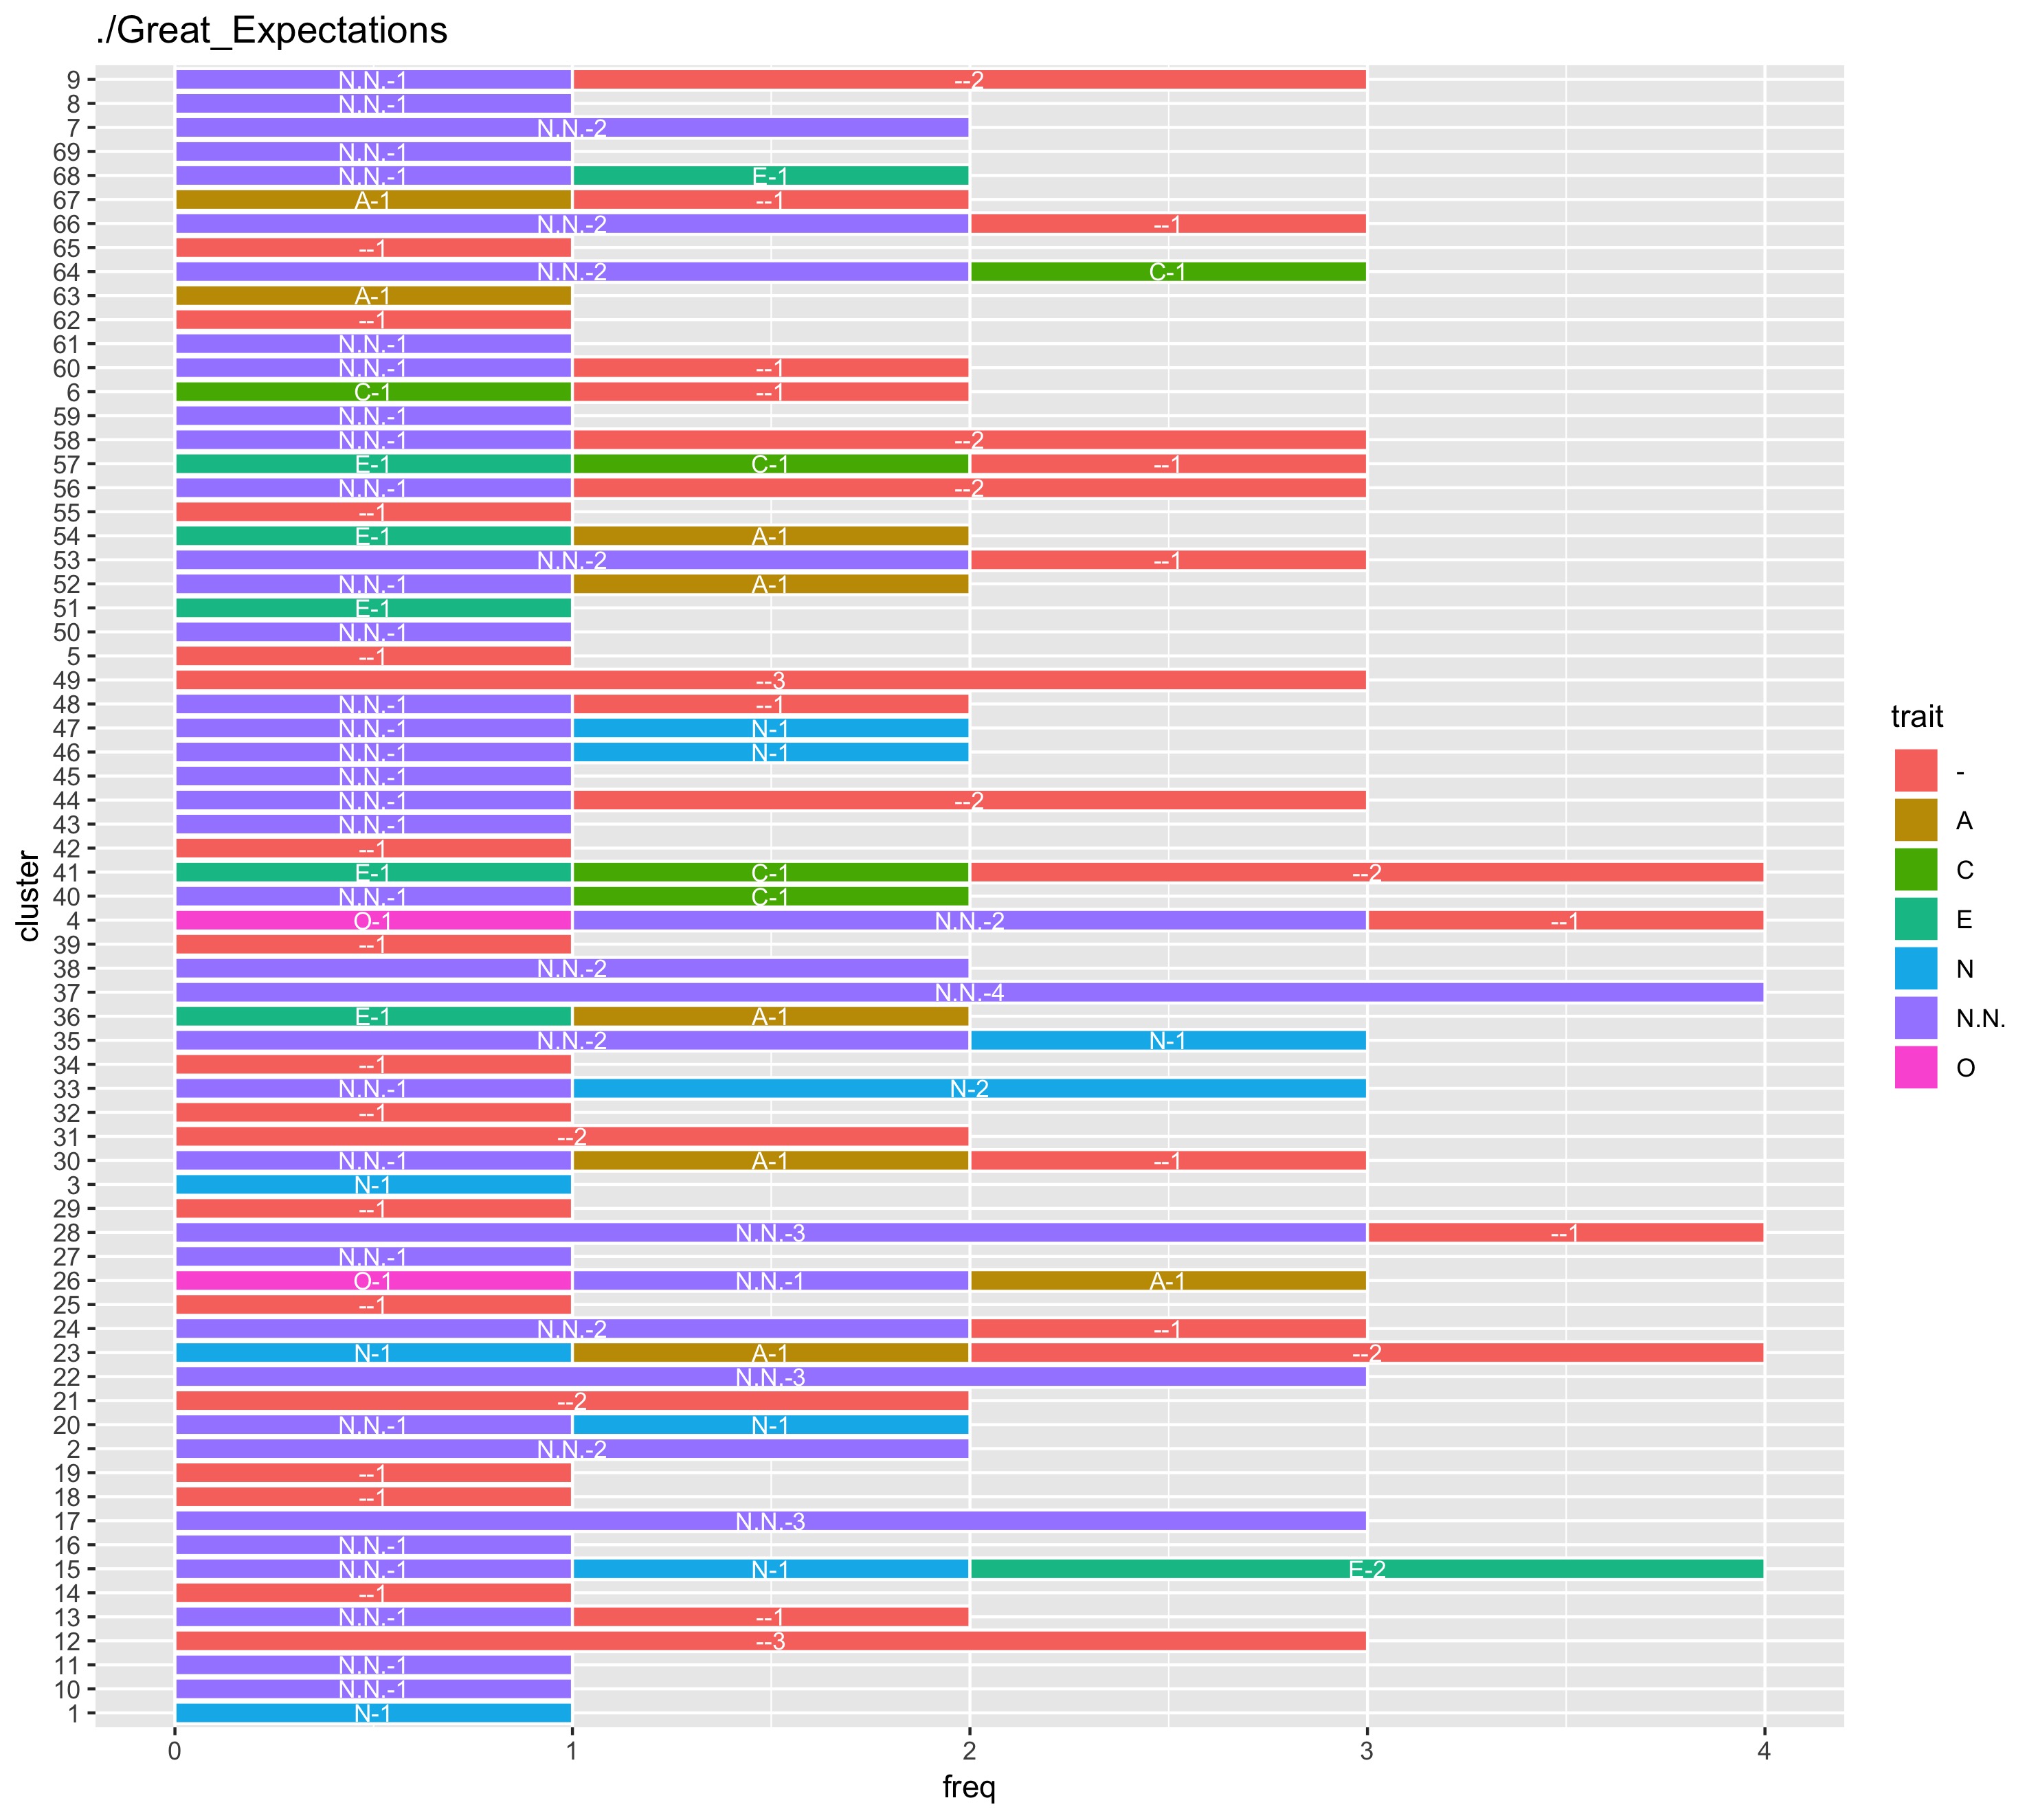 ./Great_Expectations
9 N.N.-1 --2
8 N.N.-1
7 N.N.-2
69 N.N.-1
68 N.N.-1 E-1
67 A-1 --1
66 N.N.-2 --1
65 --1
64 N.N.-2 C-1
63 A-1
62 --1
61 N.N.-1
60 N.N.-1 --1
6 C-1 --1
59 N.N.-1
58 N.N.-1 --2
57 E-1 C-1 --1
56 N.N.-1 --2
55 --1
54 E-1 A-1
53 N.N.-2 --1
52 N.N.-1 A-1
51 E-1
50 N.N.-1
5 --1
49 --3
48 N.N.-1 --1
47 N.N.-1 N-1
46 N.N.-1 N-1
45 N.N.-1
44 N.N.-1 --2
43 N.N.-1
42 --1
41 E-1 C-1 --2
40 N.N.-1 C-1
4 O-1 N.N.-2 --1
39 --1
38 N.N.-2
37 N.N.-4
36 E-1 A-1
35 N.N.-2 N-1
34 --1
33 N.N.-1 N-2
32 --1
31 --2
30 N.N.-1 A-1 --1
3 N-1
29 --1
28 N.N.-3 --1
27 N.N.-1
26 O-1 N.N.-1 A-1
25 --1
24 N.N.-2 --1
23 N-1 A-1 --2
22 N.N.-3
21 --2
20 N.N.-1 N-1
2 N.N.-2
19 --1
18 --1
17 N.N.-3
16 N.N.-1
15 N.N.-1 N-1 E-2
14 --1
13 N.N.-1 --1
12 --3
11 N.N.-1
10 N.N.-1
1 N-1
0 1 2 3 4
freq
cluster
trait
-
A
C
E
N
N.N.
O